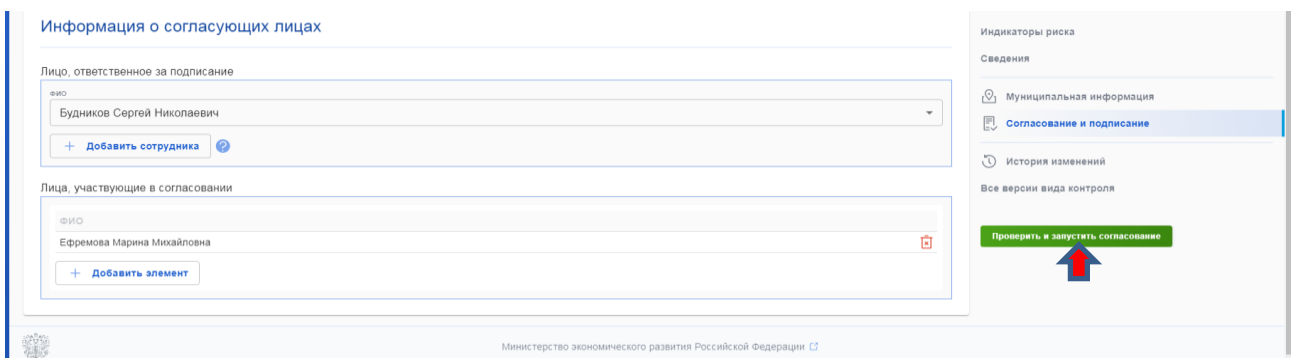 Информация о согласующих лицах
Лицо, ответственное за подписание
ФИО
Будников Сергей Николаевич
Добавить сотрудника
Лица, участвующие в согласовании
ФИО
Ефремова Марина Михайловна
Добавить элемент
Индикаторы риска
Сведения
Муниципальная информация
Согласование и подписание
История изменений
Все версии вида контроля
Проверить и запустить согласование
Министерство экономического развития Российской Федерации